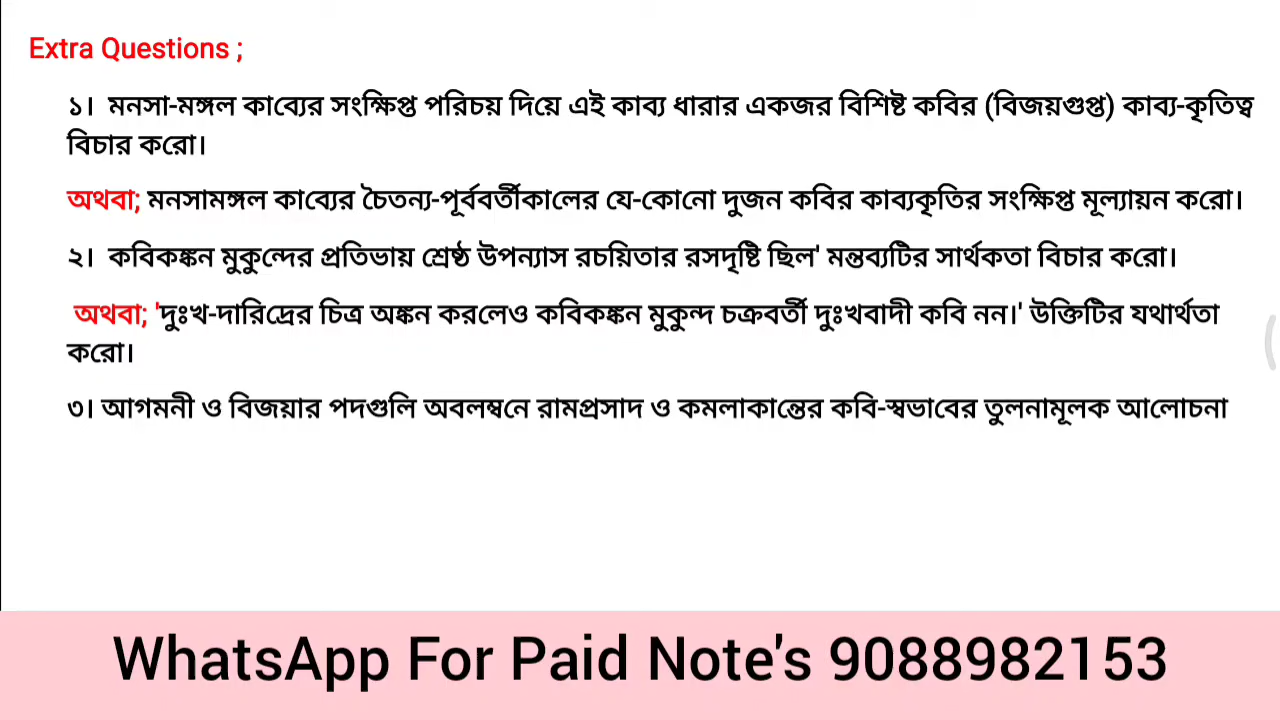 Extra Questions ;
১। মনসা-মঙ্গল কাব্যের সংক্ষিপ্ত পরিচয় দিয়ে এই কাব্য ধারার একজর বিশিষ্ট কবির (বিজয়গুপ্ত) কাব্য-কৃতিত্ব
বিচার করো।
অথবা; মনসামঙ্গল কাব্যের চৈতন্য-পূর্ববর্তীকালের যে-কোনো দুজন কবির কাব্যকৃতির সংক্ষিপ্ত মূল্যায়ন করো।
২। কবিকঙ্কন মুকুন্দের প্রতিভায় শ্রেষ্ঠ উপন্যাস রচয়িতার রসদৃষ্টি ছিল' মন্তব্যটির সার্থকতা বিচার করো।
অথবা; 'দুঃখ-দারিদ্রের চিত্র অঙ্কন করলেও কবিকঙ্কন মুকুন্দ চক্রবর্তী দুঃখবাদী কবি নন।' উক্তিটির যথার্থতা
করো।
৩। আগমনী ও বিজয়ার পদগুলি অবলম্বনে রামপ্রসাদ ও কমলাকান্তের কবি-স্বভাবের তুলনামূলক আলোচনা
WhatsApp For Paid Note's 9088982153